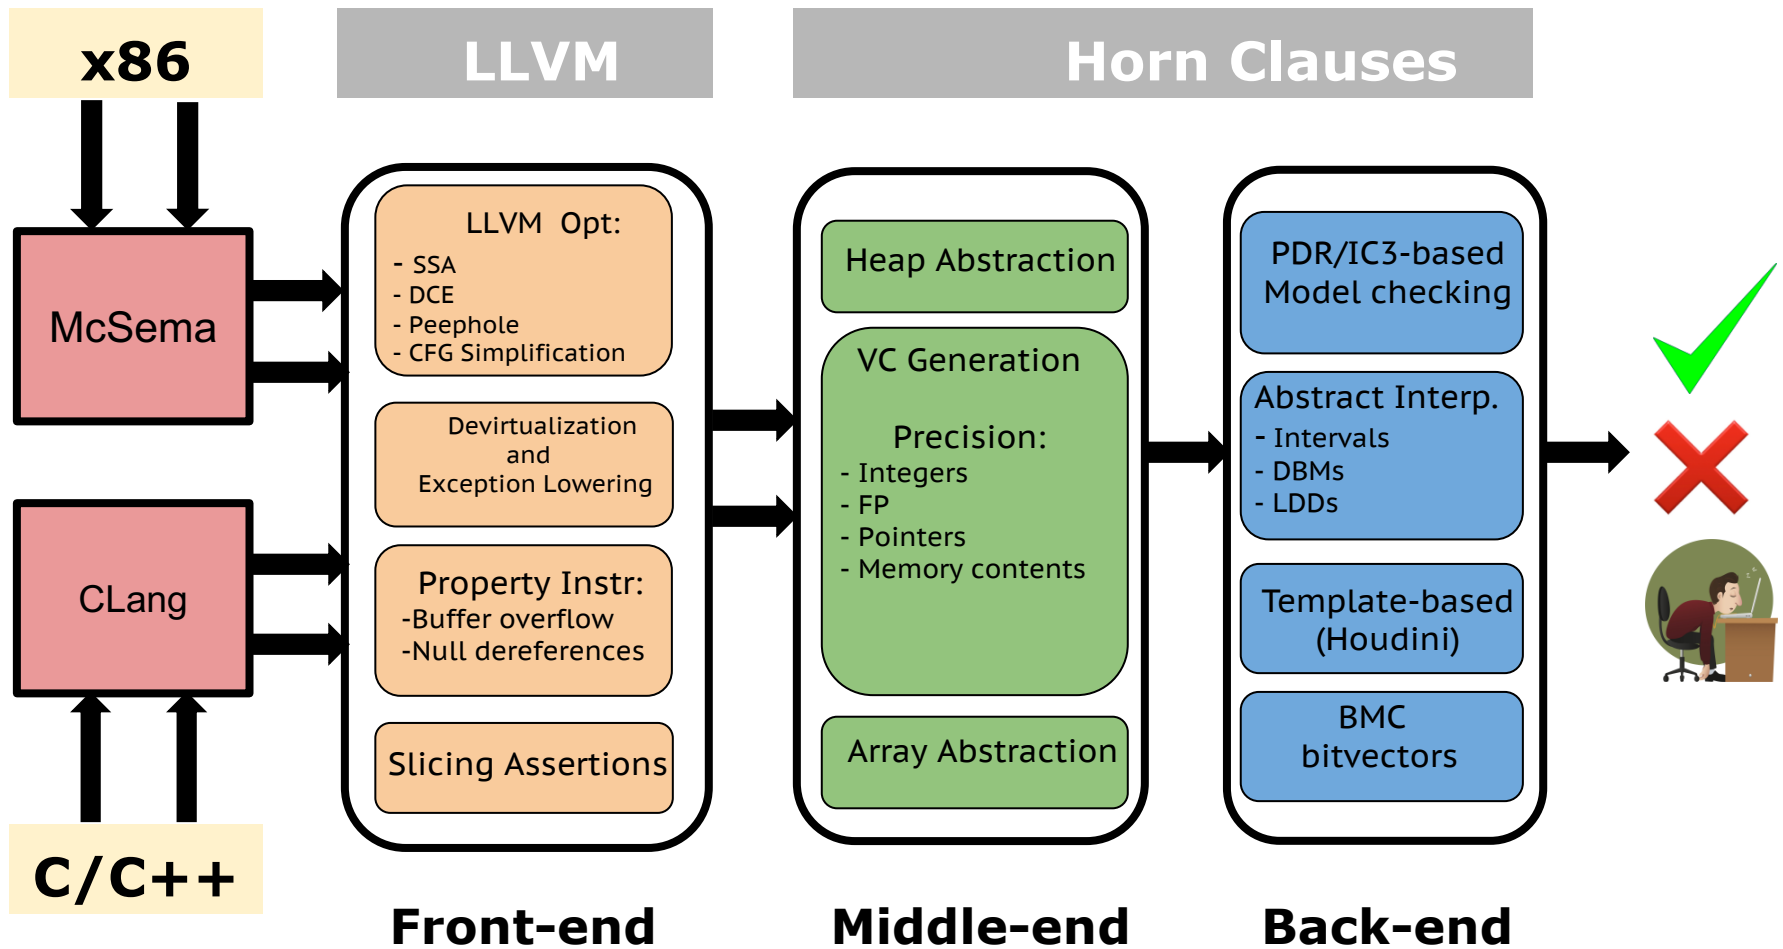 x86
LLVM
Horn Clauses
McSema
CLang
C/C++
LLVM Opt:
- SSA
- DCE
- Peephole
- CFG Simplification
Devirtualization
and
Exception Lowering
Property Instr:
-Buffer overflow
-Null dereferences
Slicing Assertions
Front-end
Heap Abstraction
VC Generation
Precision:
- Integers
- FP
- Pointers
- Memory contents
Array Abstraction
Middle-end
PDR/IC3-based
Model checking
Abstract Interp.
- Intervals
- DBMs
- LDDs
Template-based
(Houdini)
BMC
bitvectors
Back-end